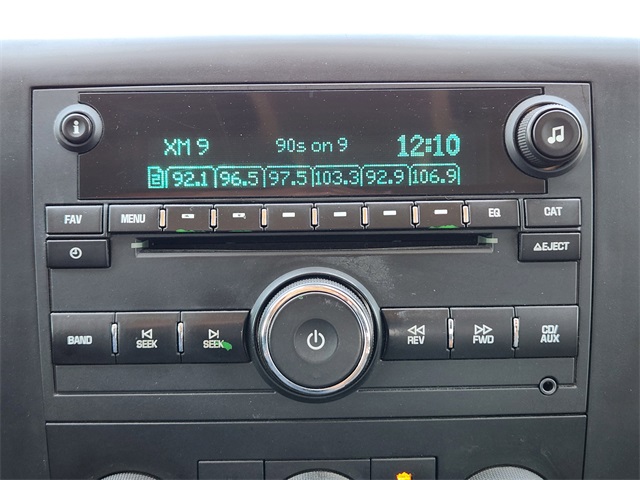 i
XM 9 90s on 9 12:10
2 92.1 96.5 97.5 103.3 92.9 106.9
FAV MENU EQ CAT
EJECT
BAND SEEK SEEK REV FWD CD/
AUX